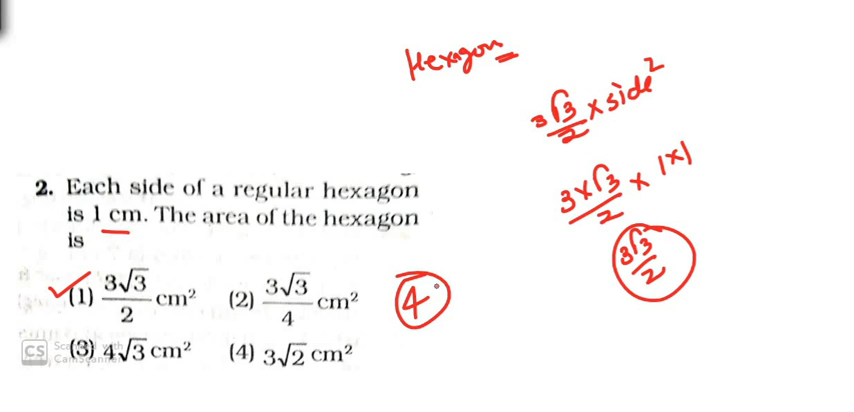 Hexagon
3√3/2 × side²
3×√3/2 × 1×1
3√3/2
2. Each side of a regular hexagon
is 1 cm. The area of the hexagon
is
(1) 3√3/2 cm² (2) 3√3/4 cm²
4
(3) 4√3 cm² (4) 3√2 cm²
CS
CamScanner